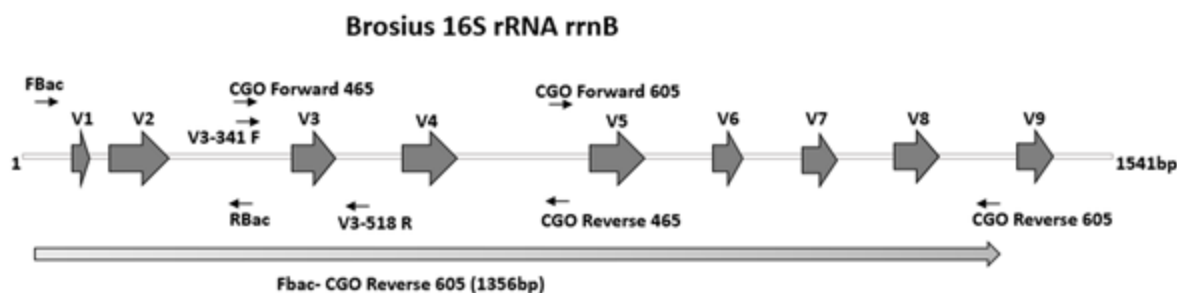 Brosius 16S rRNA rrnB
FBac
CGO Forward 465
CGO Forward 605
V1
V2
V3
V4
V5
V6
V7
V8
V9
V3-341 F
1
1541bp
RBac
V3-518 R
CGO Reverse 465
CGO Reverse 605
Fbac- CGO Reverse 605 (1356bp)